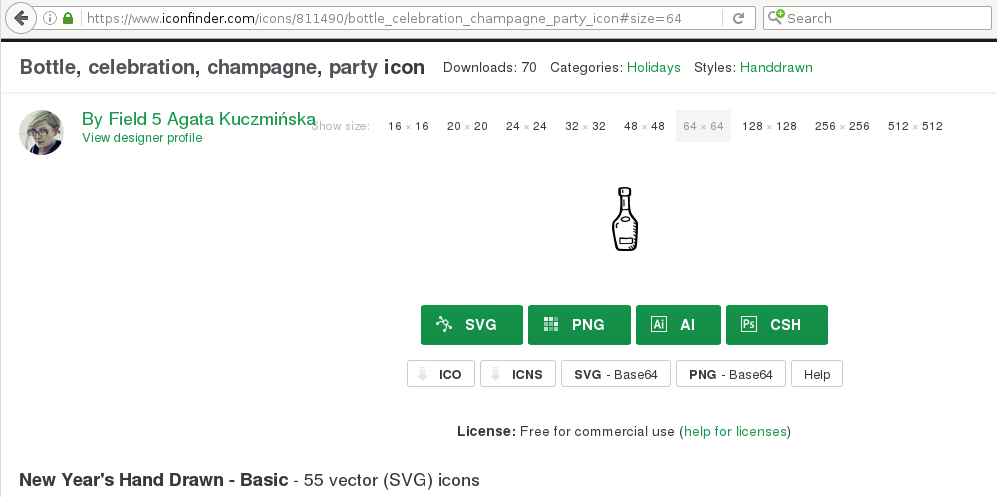 https://www.iconfinder.com/icons/811490/bottle_celebration_champagne_party_icon#size=64 Search
Bottle, celebration, champagne, party icon Downloads: 70 Categories: Holidays Styles: Handdrawn
By Field 5 Agata Kuczmińska
View designer profile
Show size: 16 × 16 20 × 20 24 × 24 32 × 32 48 × 48 64 × 64 128 × 128 256 × 256 512 × 512
SVG PNG Ai AI Ps CSH
ICO ICNS SVG - Base64 PNG - Base64 Help
License: Free for commercial use (help for licenses)
New Year's Hand Drawn - Basic - 55 vector (SVG) icons